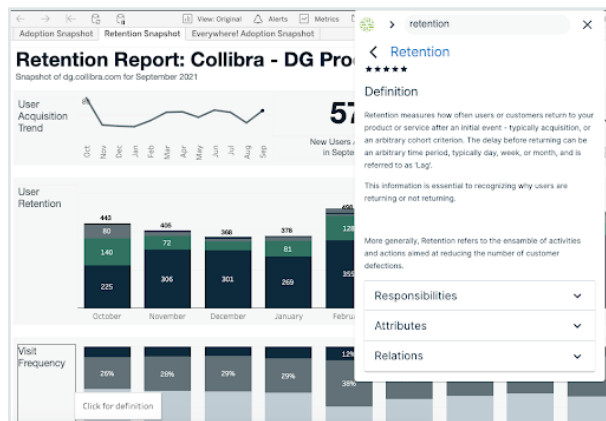 View: Original
Alerts
Metrics
Adoption Snapshot
Retention Snapshot
Everywhere! Adoption Snapshot
Retention Report: Collibra - DG Pro
Snapshot of dg.collibra.com for September 2021
User
Acquisition
Trend
Oct
Nov
Dec
Jan
Feb
Mar
Apr
May
Jun
Jul
Aug
Sep
57
New Users
in Septe
User
Retention
443
80
140
225
October
405
72
306
November
368
301
December
378
81
269
January
498
128
355
Februa
Visit
Frequency
26%
28%
29%
29%
12%
38%
Click for definition
retention
Retention
Definition
Retention measures how often users or customers return to your
product or service after an initial event - typically acquisition, or
an arbitrary cohort criterion. The delay before returning can be
an arbitrary time period, typically day, week, or month, and is
referred to as 'Lag'.
This information is essential to recognizing why users are
returning or not returning.
More generally, Retention refers to the ensamble of activities
and actions aimed at reducing the number of customer
defections.
Responsibilities
Attributes
Relations